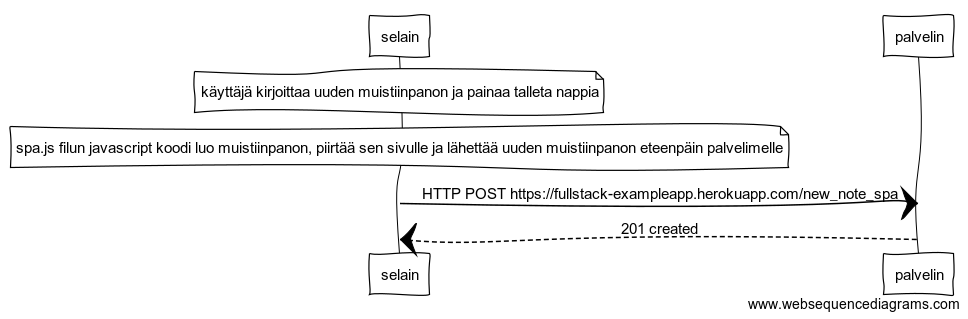 selain palvelin
käyttäjä kirjoittaa uuden muistiinpanon ja painaa talleta nappia
spa.js filun javascript koodi luo muistiinpanon, piirtää sen sivulle ja lähettää uuden muistiinpanon eteenpäin palvelimelle
HTTP POST https://fullstack-exampleapp.herokuapp.com/new_note_spa
201 created
selain palvelin
www.websequencediagrams.com